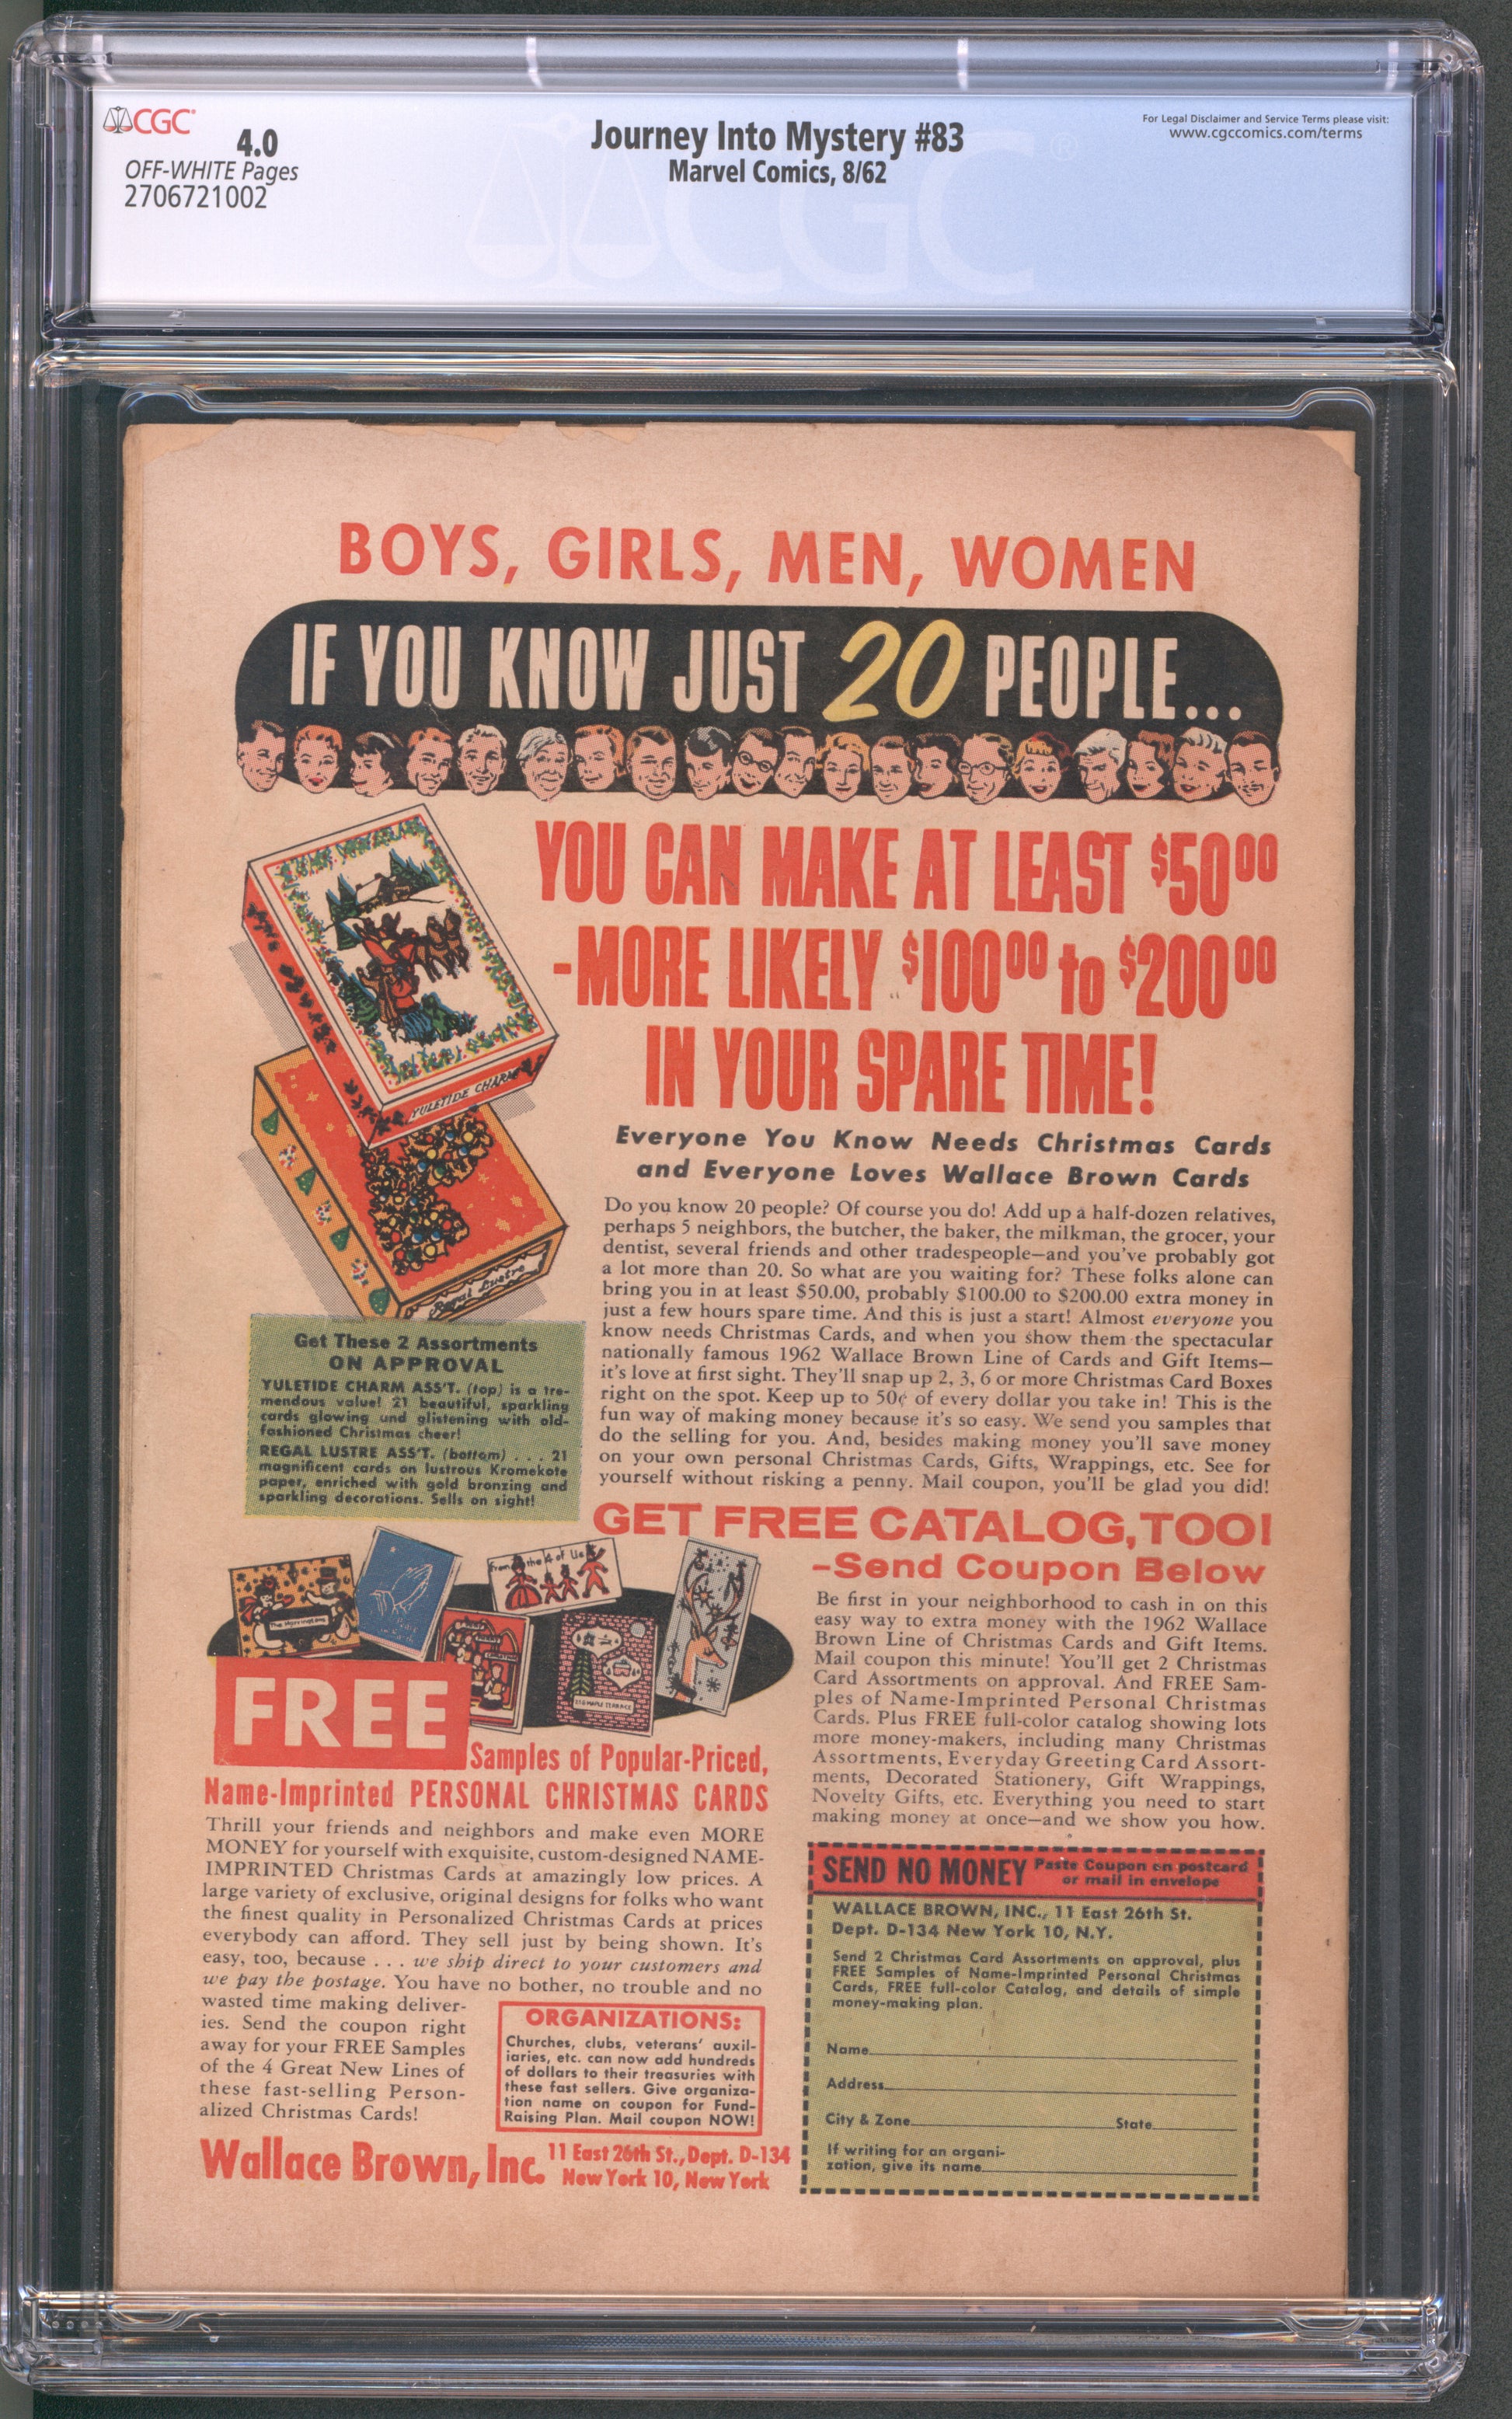 CGC
4.0
OFF-WHITE Pages
2706721002
Journey Into Mystery #83
Marvel Comics, 8/62
For Legal Disclaimer and Service Terms please visit:
www.cgccomics.com/terms
CGC®
BOYS, GIRLS, MEN, WOMEN
IF YOU KNOW JUST 20 PEOPLE...
YOU CAN MAKE AT LEAST $50.00
-MORE LIKELY $100.00 to $200.00
IN YOUR SPARE TIME!
YULETIDE CHARM
Regal Lustre
Everyone You Know Needs Christmas Cards
and Everyone Loves Wallace Brown Cards
Do you know 20 people? Of course you do! Add up a half-dozen relatives,
perhaps 5 neighbors, the butcher, the baker, the milkman, the grocer, your
dentist, several friends and other tradespeople—and you've probably got
a lot more than 20. So what are you waiting for? These folks alone can
bring you in at least $50.00, probably $100.00 to $200.00 extra money in
just a few hours spare time. And this is just a start! Almost everyone you
know needs Christmas Cards, and when you show them the spectacular
nationally famous 1962 Wallace Brown Line of Cards and Gift Items—
it's love at first sight. They'll snap up 2, 3, 6 or more Christmas Card Boxes
right on the spot. Keep up to 50¢ of every dollar you take in! This is the
fun way of making money because it's so easy. We send you samples that
do the selling for you. And, besides making money you'll save money
on your own personal Christmas Cards, Gifts, Wrappings, etc. See for
yourself without risking a penny. Mail coupon, you'll be glad you did!
Get These 2 Assortments
ON APPROVAL
YULETIDE CHARM ASS'T. (top) is a tre-
mendous value! 21 beautiful, sparkling
cards glowing und glistening with old-
fashioned Christmas cheer!
REGAL LUSTRE ASS'T. (bottom) . . . 21
magnificent cards on lustrous Kromekote
paper, enriched with gold bronzing and
sparkling decorations. Sells on sight!
GET FREE CATALOG, TOO!
-Send Coupon Below
Be first in your neighborhood to cash in on this
easy way to extra money with the 1962 Wallace
Brown Line of Christmas Cards and Gift Items.
Mail coupon this minute! You'll get 2 Christmas
Card Assortments on approval. And FREE Sam-
ples of Name-Imprinted Personal Christmas
Cards. Plus FREE full-color catalog showing lots
more money-makers, including many Christmas
Assortments, Everyday Greeting Card Assort-
ments, Decorated Stationery, Gift Wrappings,
Novelty Gifts, etc. Everything you need to start
making money at once—and we show you how.
From the 4 of Us
Peace on Earth
218 MAPLE TERRACE
FREE
Samples of Popular-Priced,
Name-Imprinted PERSONAL CHRISTMAS CARDS
Thrill your friends and neighbors and make even MORE
MONEY for yourself with exquisite, custom-designed NAME-
IMPRINTED Christmas Cards at amazingly low prices. A
large variety of exclusive, original designs for folks who want
the finest quality in Personalized Christmas Cards at prices
everybody can afford. They sell just by being shown. It's
easy, too, because . . . we ship direct to your customers and
we pay the postage. You have no bother, no trouble and no
wasted time making deliver-
ies. Send the coupon right
away for your FREE Samples
of the 4 Great New Lines of
these fast-selling Person-
alized Christmas Cards!
ORGANIZATIONS:
Churches, clubs, veterans' auxil-
iaries, etc. can now add hundreds
of dollars to their treasuries with
these fast sellers. Give organiza-
tion name on coupon for Fund-
Raising Plan. Mail coupon NOW!
Wallace Brown, Inc.
11 East 26th St., Dept. D-134
New York 10, New York
SEND NO MONEY
Paste Coupon on postcard
or mail in envelope
WALLACE BROWN, INC., 11 East 26th St.
Dept. D-134 New York 10, N.Y.
Send 2 Christmas Card Assortments on approval, plus
FREE Samples of Name-Imprinted Personal Christmas
Cards, FREE full-color Catalog, and details of simple
money-making plan.
Name
Address
City & Zone State
If writing for an organi-
zation, give its name